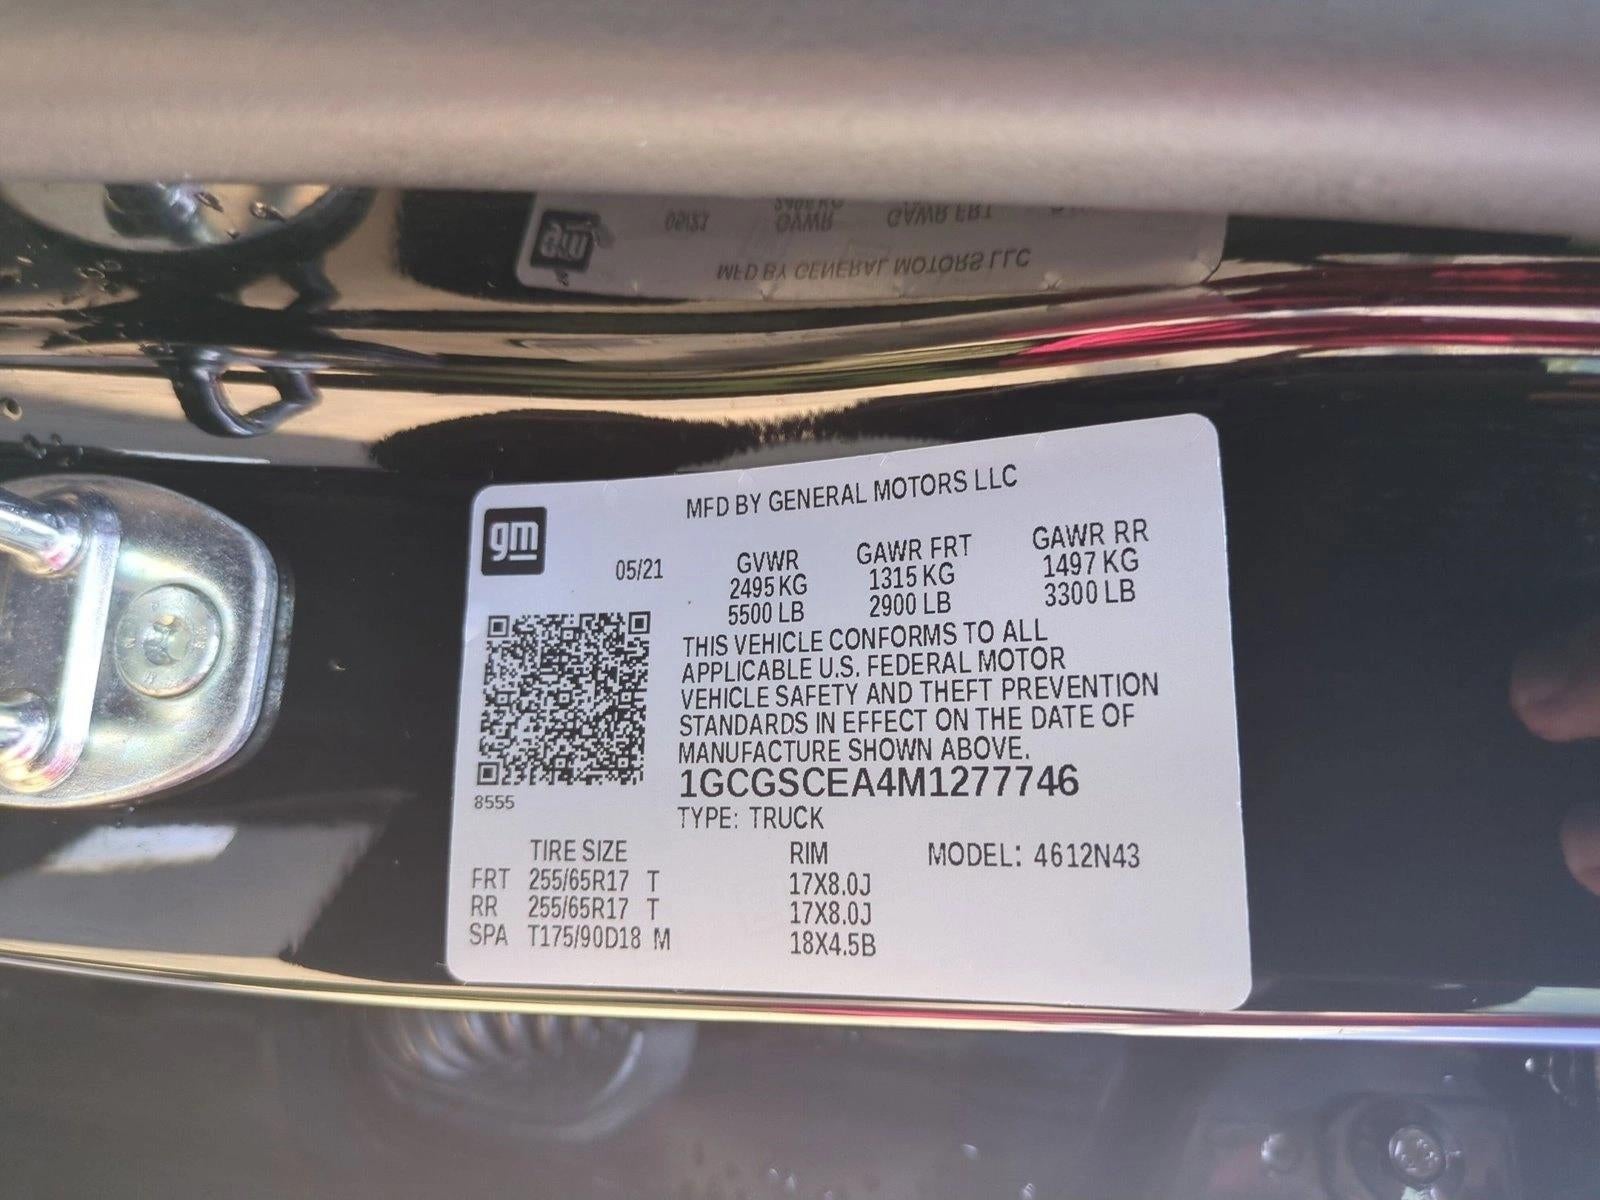 MFD BY GENERAL MOTORS LLC
gm
05/21
GVWR GAWR FRT GAWR RR
2495 KG 1315 KG 1497 KG
5500 LB 2900 LB 3300 LB
THIS VEHICLE CONFORMS TO ALL
APPLICABLE U.S. FEDERAL MOTOR
VEHICLE SAFETY AND THEFT PREVENTION
STANDARDS IN EFFECT ON THE DATE OF
MANUFACTURE SHOWN ABOVE.
1GCGSCEA4M1277746
8555
TYPE: TRUCK
TIRE SIZE RIM MODEL: 4612N43
FRT 255/65R17 T 17X8.0J
RR 255/65R17 T 17X8.0J
SPA T175/90D18 M 18X4.5B